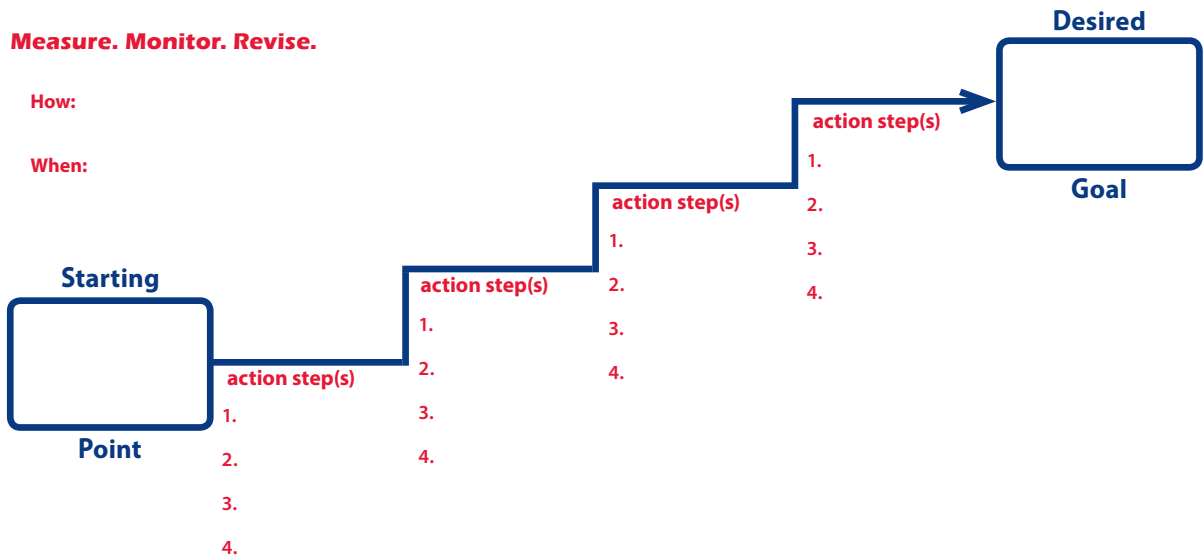 Measure. Monitor. Revise.
How:
When:
Starting
Point
action step(s)
1.
2.
3.
4.
action step(s)
1.
2.
3.
4.
action step(s)
1.
2.
3.
4.
action step(s)
1.
2.
3.
4.
Desired
Goal